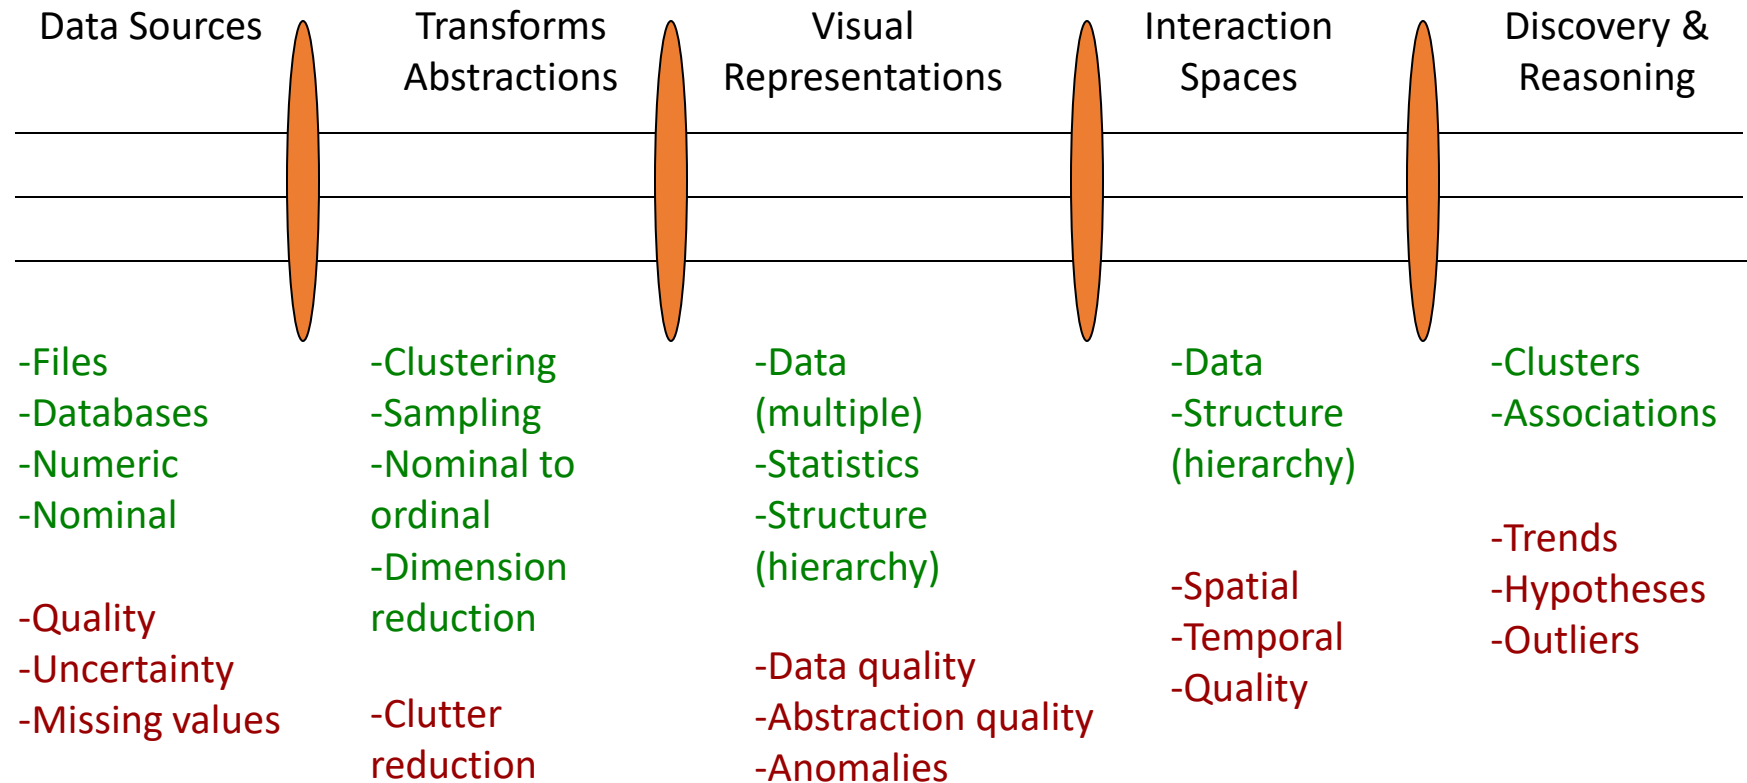 Data Sources
-Files
-Databases
-Numeric
-Nominal
-Quality
-Uncertainty
-Missing values
Transforms
Abstractions
-Clustering
-Sampling
-Nominal to
ordinal
-Dimension
reduction
-Clutter
reduction
Visual
Representations
-Data
(multiple)
-Statistics
-Structure
(hierarchy)
-Data quality
-Abstraction quality
-Anomalies
Interaction
Spaces
-Data
-Structure
(hierarchy)
-Spatial
-Temporal
-Quality
Discovery &
Reasoning
-Clusters
-Associations
-Trends
-Hypotheses
-Outliers